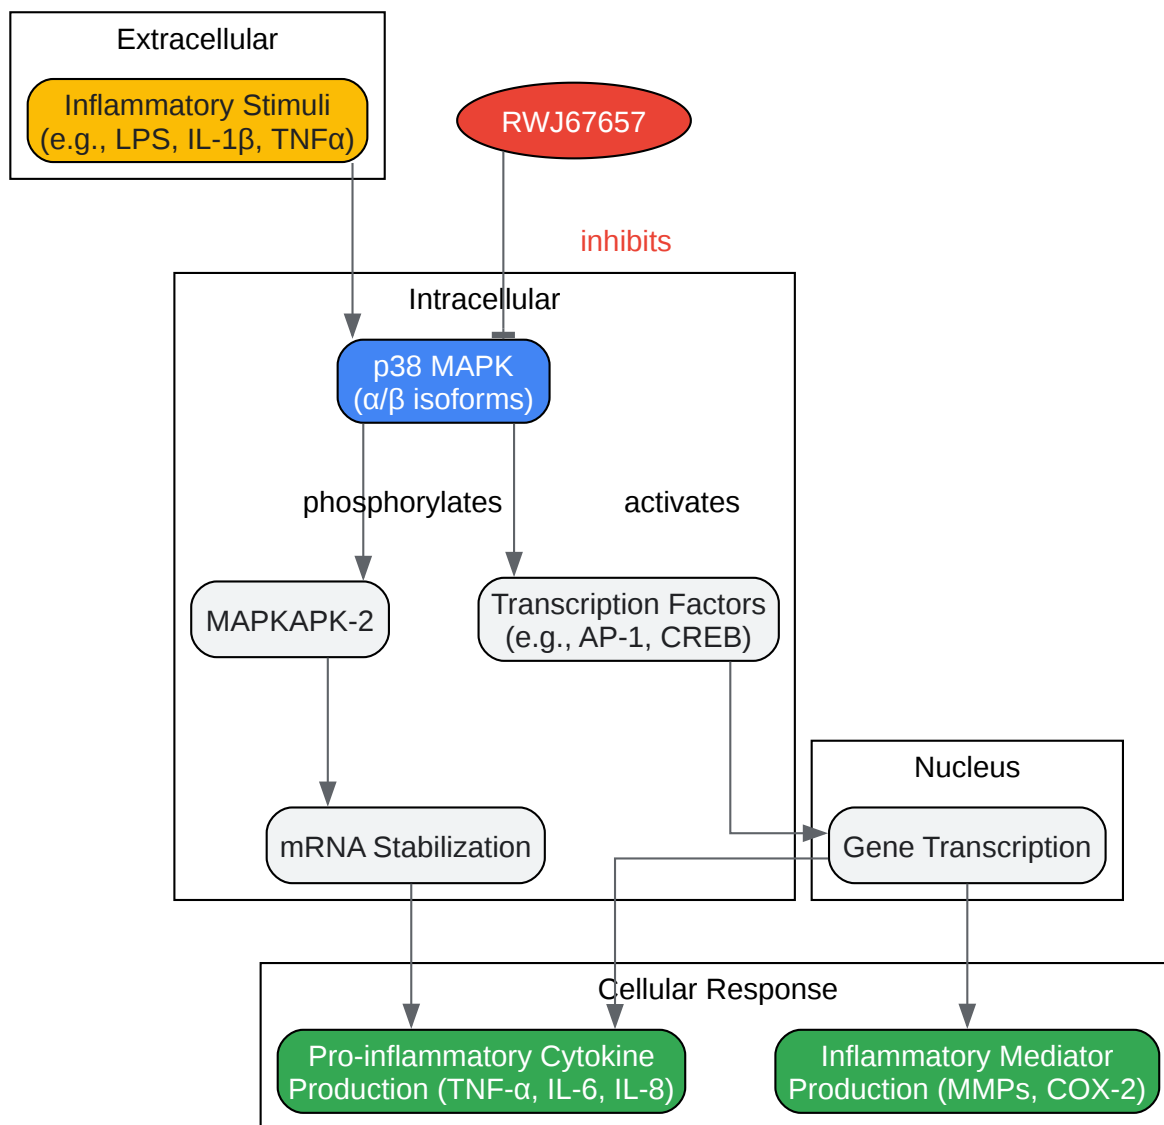 Extracellular
Inflammatory Stimuli
(e.g., LPS, IL-1β, TNFα)
RWJ67657
inhibits
Intracellular
p38 MAPK
(α/β isoforms)
phosphorylates
activates
MAPKAPK-2
Transcription Factors
(e.g., AP-1, CREB)
Nucleus
mRNA Stabilization
Gene Transcription
Cellular Response
Pro-inflammatory Cytokine
Production (TNF-α, IL-6, IL-8)
Inflammatory Mediator
Production (MMPs, COX-2)